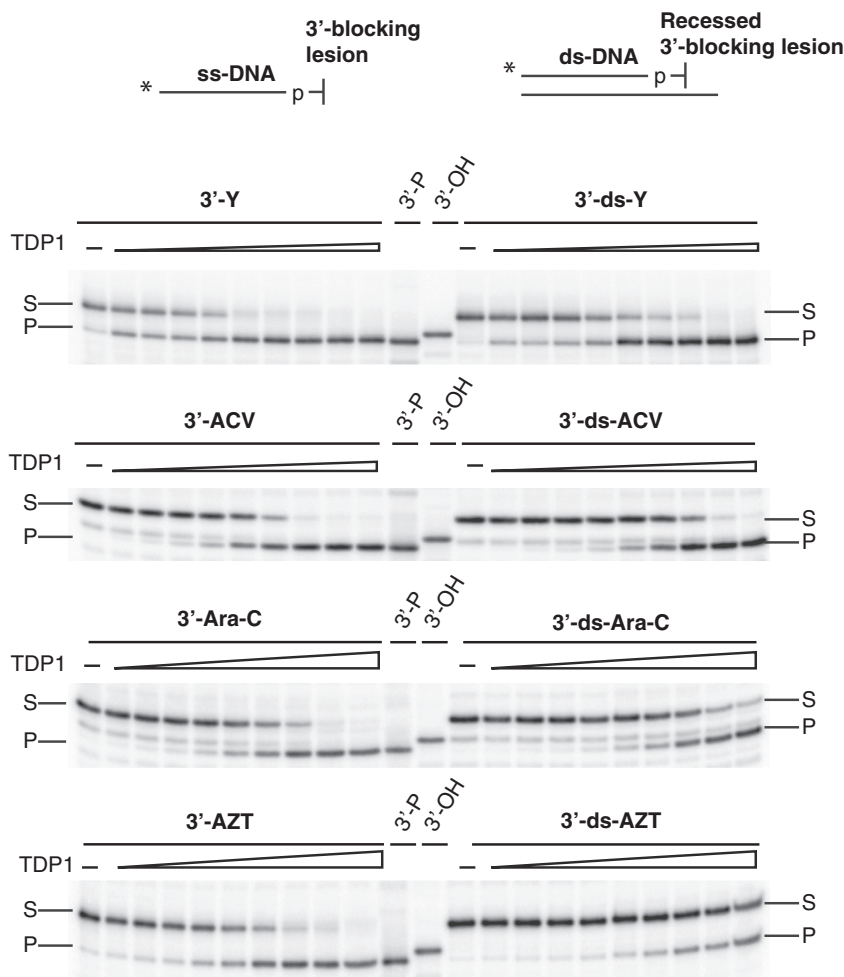 3'-blocking
lesion
* ss-DNA p
Recessed
3'-blocking lesion
* ds-DNA p
3'-Y 3'-P 3'-OH 3'-ds-Y
TDP1 – –
S S
P P
3'-ACV 3'-P 3'-OH 3'-ds-ACV
TDP1 – –
S S
P P
3'-Ara-C 3'-P 3'-OH 3'-ds-Ara-C
TDP1 – –
S S
P P
3'-AZT 3'-P 3'-OH 3'-ds-AZT
TDP1 – –
S S
P P